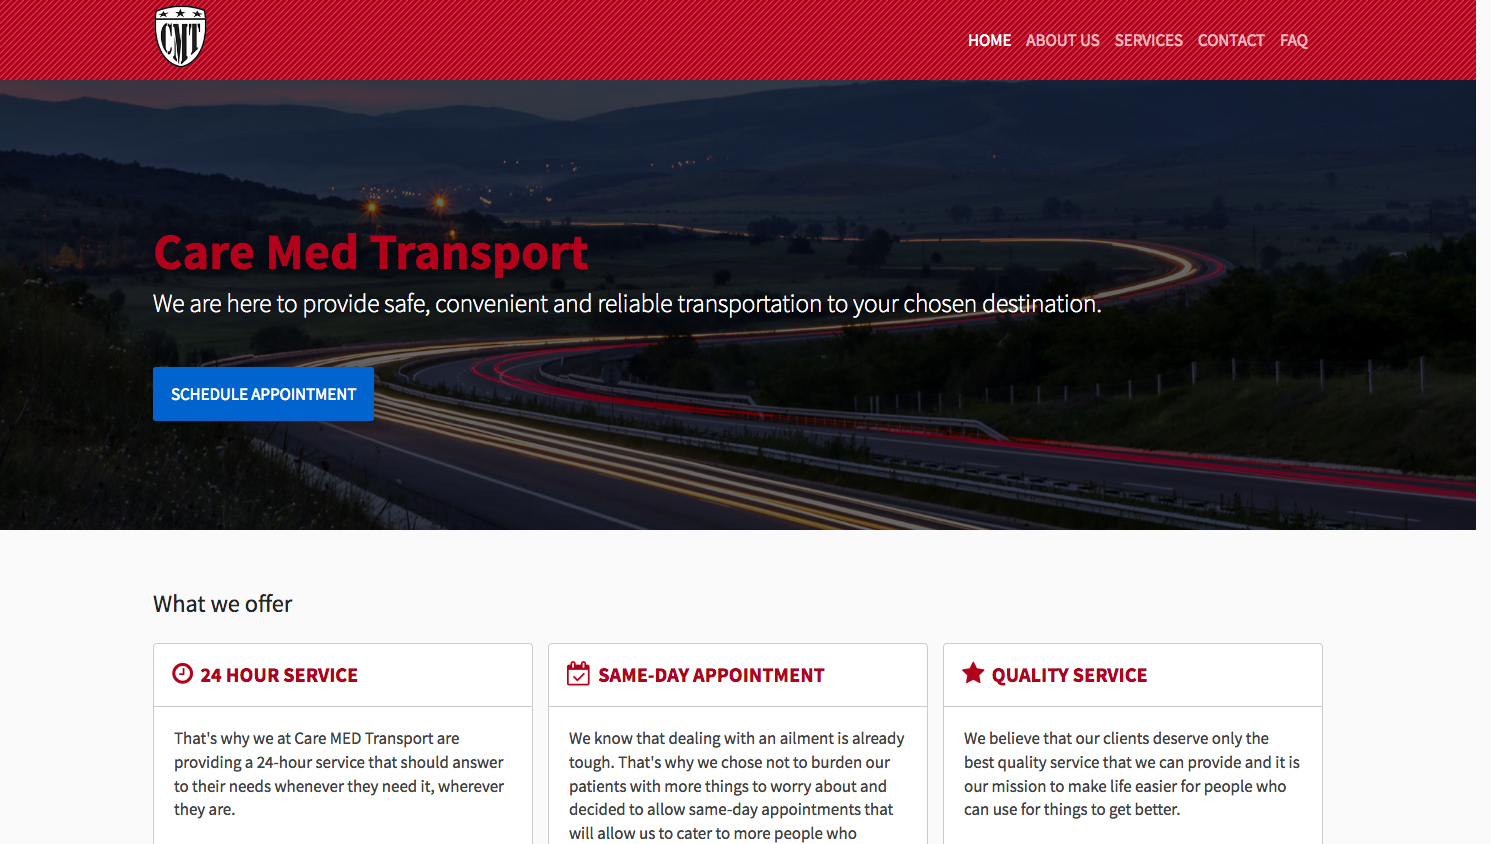 CMT
HOME ABOUT US SERVICES CONTACT FAQ
Care Med Transport
We are here to provide safe, convenient and reliable transportation to your chosen destination.
SCHEDULE APPOINTMENT
What we offer
24 HOUR SERVICE
That's why we at Care MED Transport are
providing a 24-hour service that should answer
to their needs whenever they need it, wherever
they are.
SAME-DAY APPOINTMENT
We know that dealing with an ailment is already
tough. That's why we chose not to burden our
patients with more things to worry about and
decided to allow same-day appointments that
will allow us to cater to more people who
QUALITY SERVICE
We believe that our clients deserve only the
best quality service that we can provide and it is
our mission to make life easier for people who
can use for things to get better.